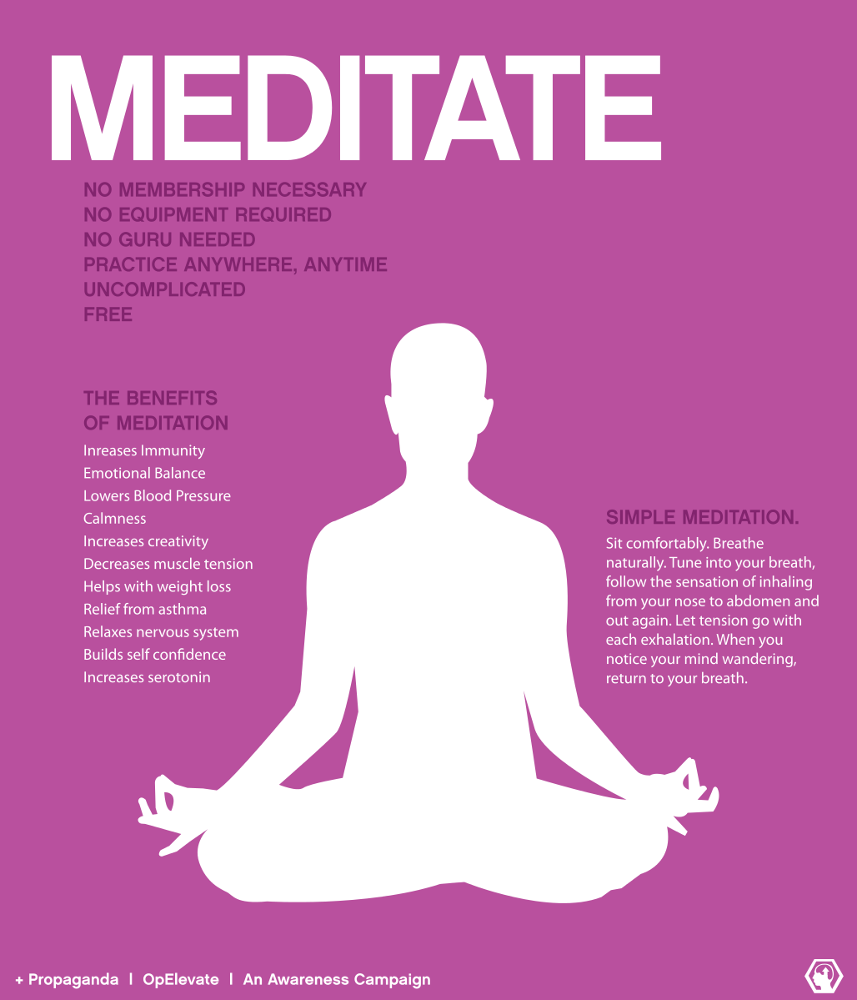 MEDITATE
NO MEMBERSHIP NECESSARY
NO EQUIPMENT REQUIRED
NO GURU NEEDED
PRACTICE ANYWHERE, ANYTIME
UNCOMPLICATED
FREE
THE BENEFITS
OF MEDITATION
Inreases Immunity
Emotional Balance
Lowers Blood Pressure
Calmness
Increases creativity
Decreases muscle tension
Helps with weight loss
Relief from asthma
Relaxes nervous system
Builds self confidence
Increases serotonin
SIMPLE MEDITATION.
Sit comfortably. Breathe
naturally. Tune into your breath,
follow the sensation of inhaling
from your nose to abdomen and
out again. Let tension go with
each exhalation. When you
notice your mind wandering,
return to your breath.
+ Propaganda | OpElevate | An Awareness Campaign